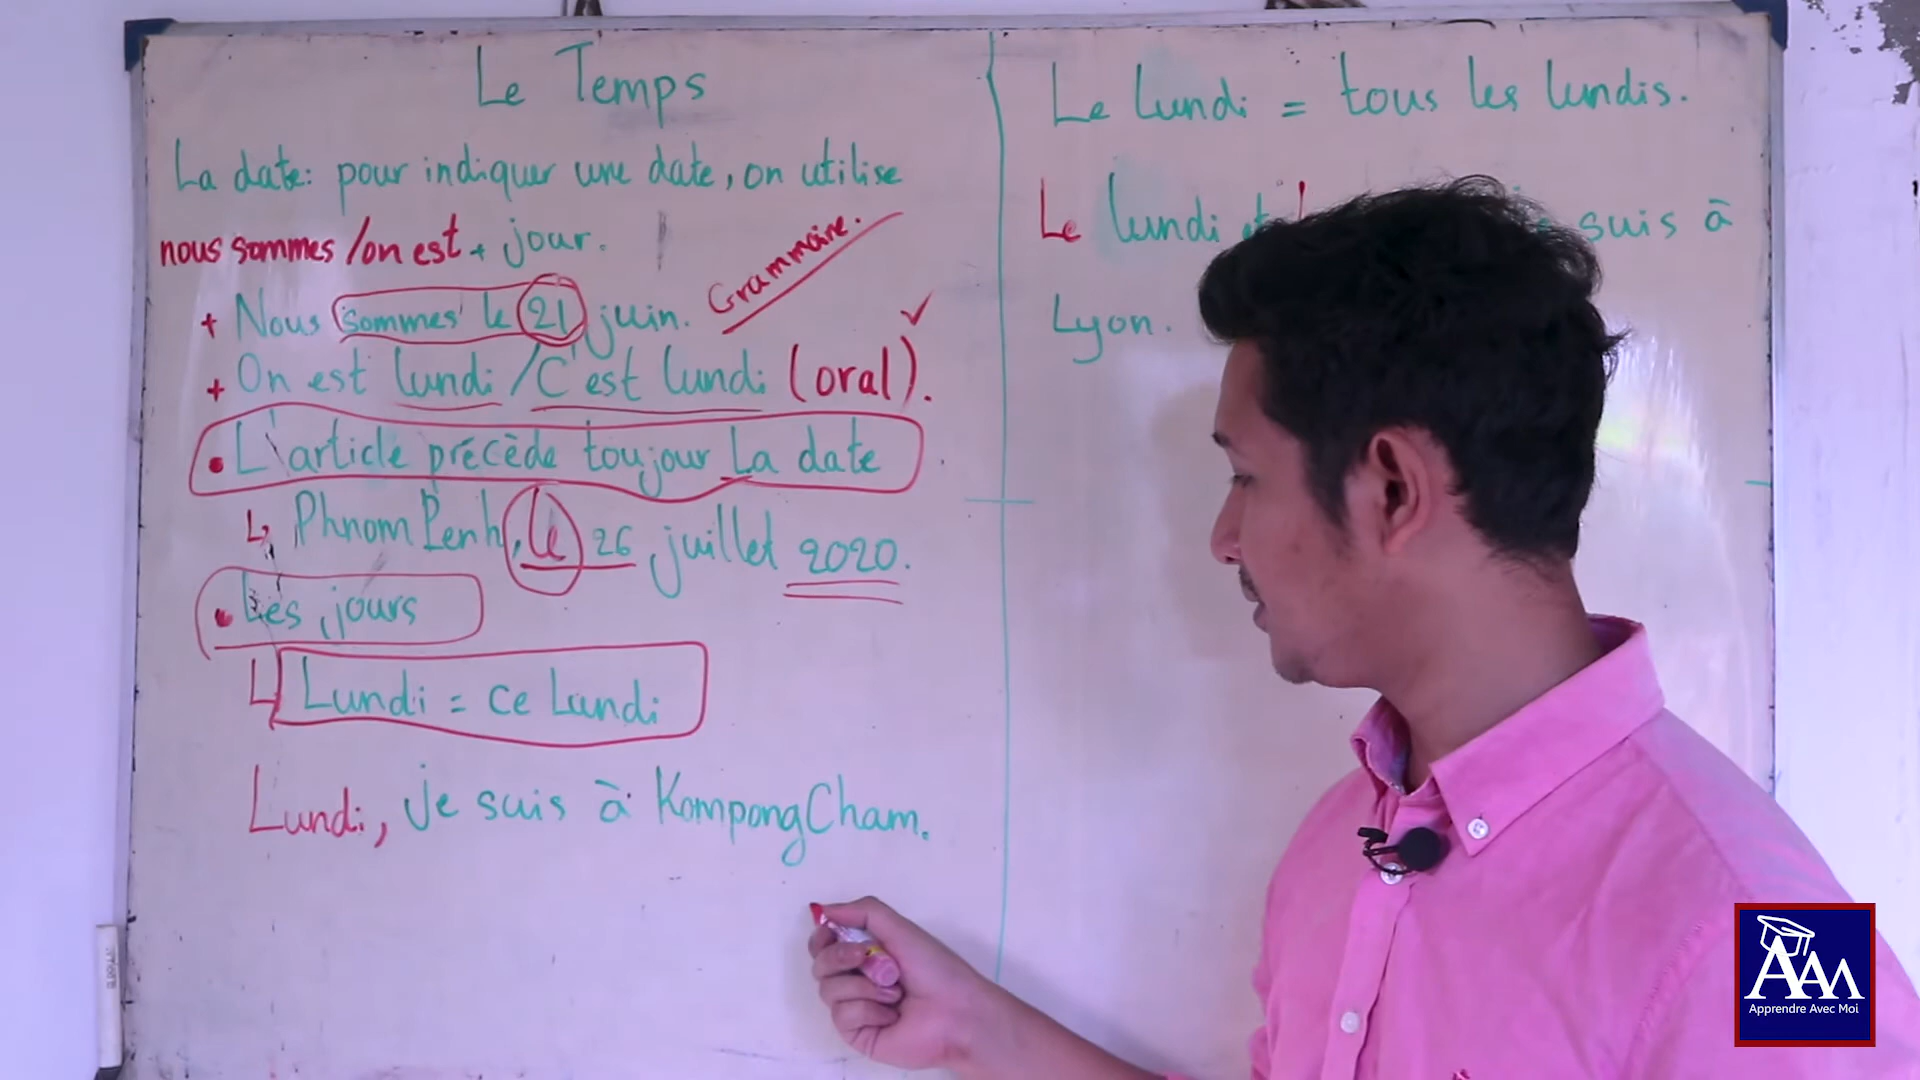 Le Temps
La date: pour indiquer une date, on utilise
nous sommes /on est + jour.
Grammaire.
+ Nous sommes le 21 juin.
+ On est lundi / C'est lundi (oral).
• L'article précède toujour La date
↳ Phnom Penh, le 26 juillet 2020.
• Les jours
↳ Lundi = ce Lundi
Lundi, je suis à KompongCham.
Le lundi = tous les lundis.
Le lundi et suis à
Lyon.
AAM
Apprendre Avec Moi